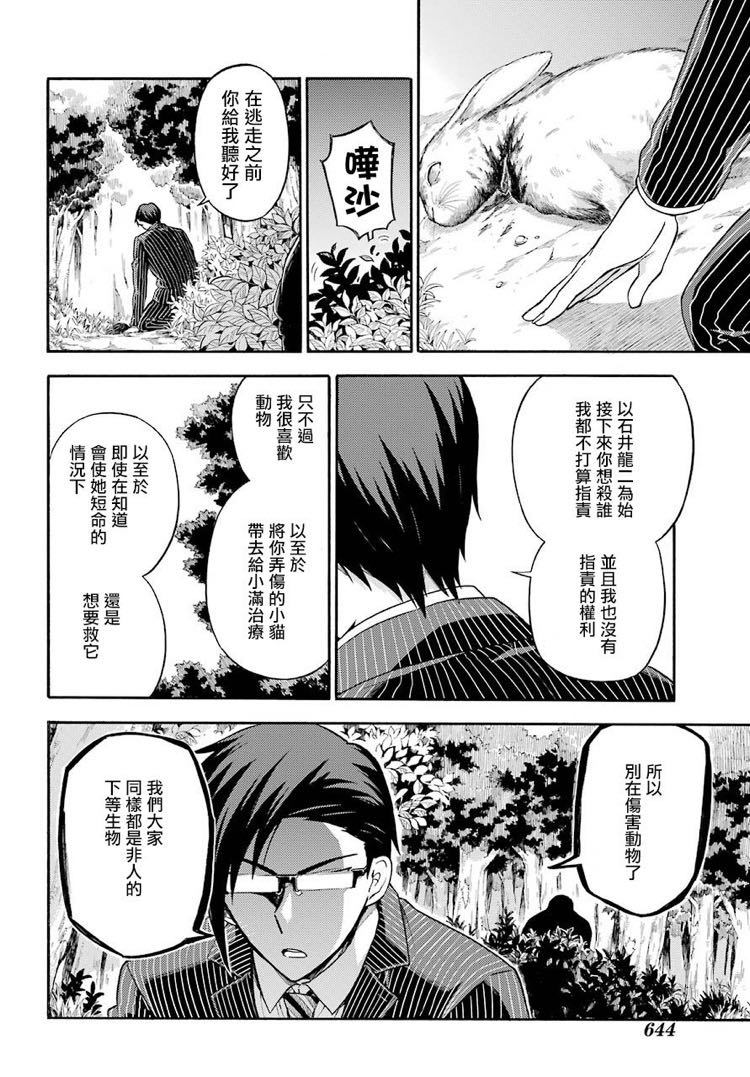 嘩沙
在逃走之前
你給我聽好了
以石井龍二為始
接下來你想殺誰
我都不打算指責
並且我也沒有
指責的權利
只不過
我很喜歡
動物
以至於
將你弄傷的小貓
帶去給小滿治療
以至於
即使在知道
會使她短命的
情況下
還是
想要救它
所以
別在傷害動物了
我們大家
同樣都是非人的
下等生物
644